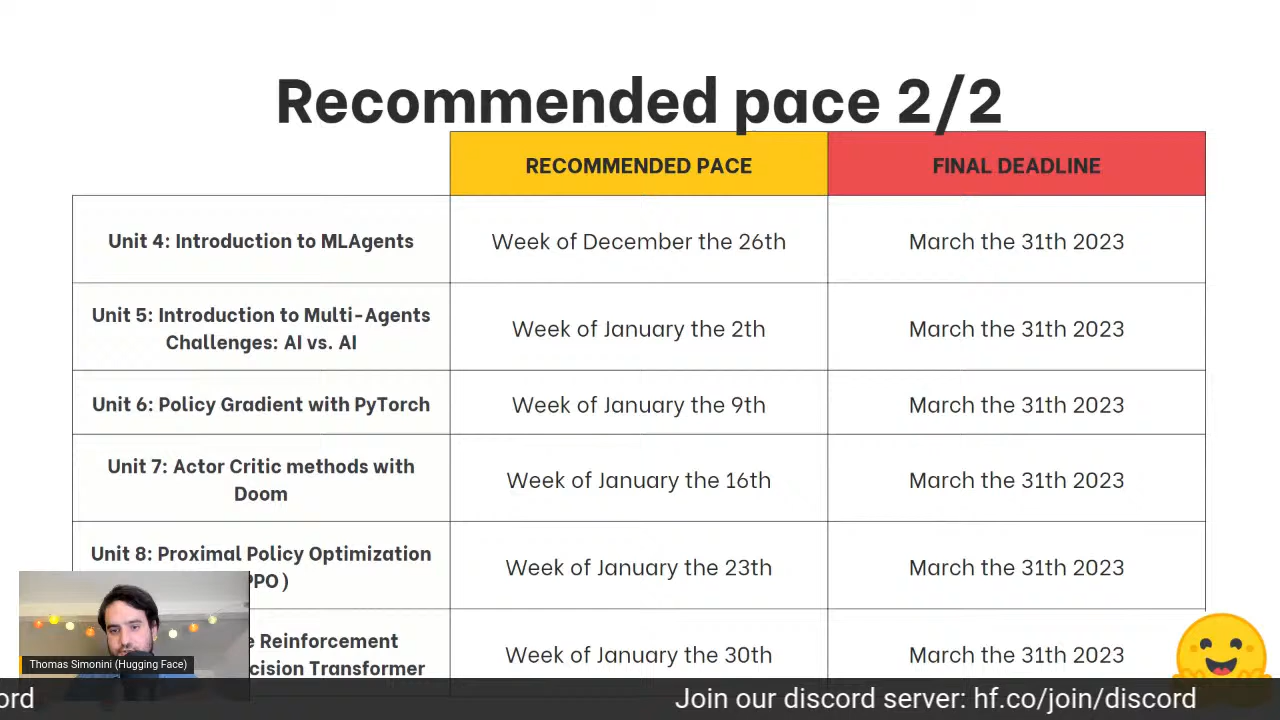 Recommended pace 2/2
RECOMMENDED PACE
FINAL DEADLINE
Unit 4: Introduction to MLAgents
Week of December the 26th
March the 31th 2023
Unit 5: Introduction to Multi-Agents
Challenges: AI vs. AI
Week of January the 2th
March the 31th 2023
Unit 6: Policy Gradient with PyTorch
Week of January the 9th
March the 31th 2023
Unit 7: Actor Critic methods with
Doom
Week of January the 16th
March the 31th 2023
Unit 8: Proximal Policy Optimization
PPO)
Week of January the 23th
March the 31th 2023
Reinforcement
Transformer
Week of January the 30th
March the 31th 2023
Thomas Simonini (Hugging Face)
Join our discord server: hf.co/join/discord